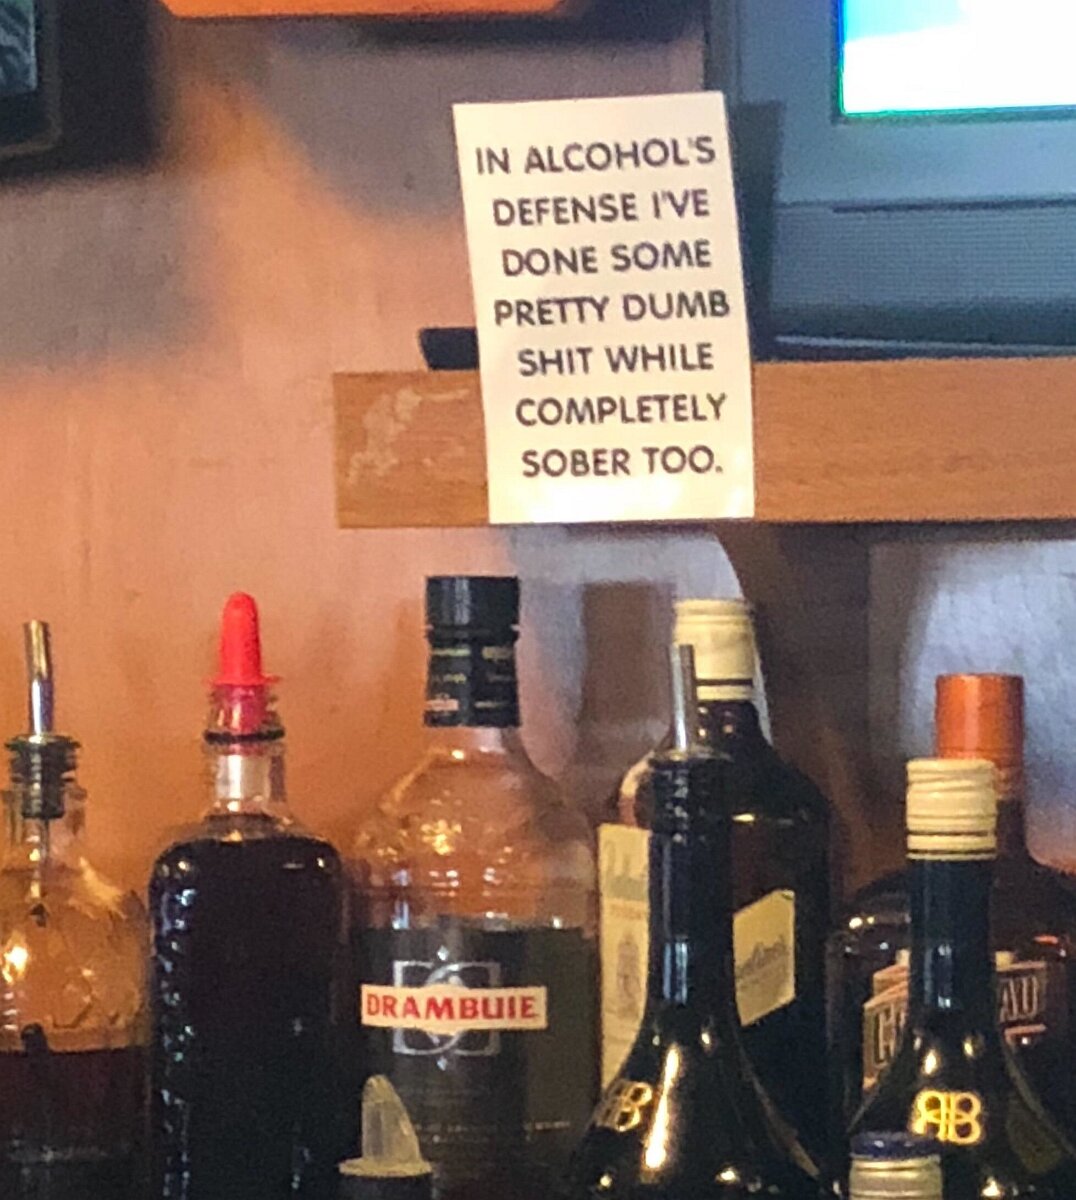 IN ALCOHOL'S
DEFENSE I'VE
DONE SOME
PRETTY DUMB
SHIT WHILE
COMPLETELY
SOBER TOO.
DRAMBUIE